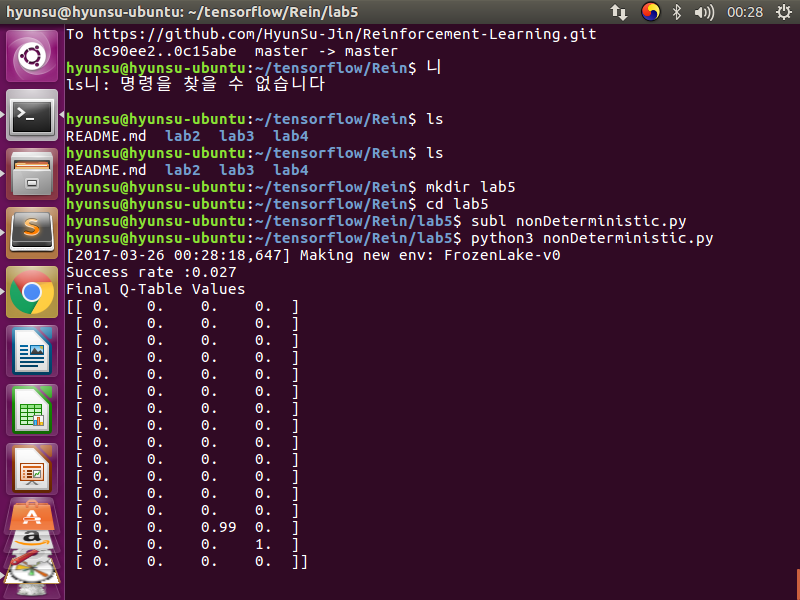 hyunsu@hyunsu-ubuntu: ~/tensorflow/Rein/lab5
00:28
To https://github.com/HyunSu-Jin/Reinforcement-Learning.git
   8c90ee2..0c15abe  master -> master
hyunsu@hyunsu-ubuntu:~/tensorflow/Rein$ 니
ls니: 명령을 찾을 수 없습니다
hyunsu@hyunsu-ubuntu:~/tensorflow/Rein$ ls
README.md  lab2  lab3  lab4
hyunsu@hyunsu-ubuntu:~/tensorflow/Rein$ ls
README.md  lab2  lab3  lab4
hyunsu@hyunsu-ubuntu:~/tensorflow/Rein$ mkdir lab5
hyunsu@hyunsu-ubuntu:~/tensorflow/Rein$ cd lab5
hyunsu@hyunsu-ubuntu:~/tensorflow/Rein/lab5$ subl nonDeterministic.py
hyunsu@hyunsu-ubuntu:~/tensorflow/Rein/lab5$ python3 nonDeterministic.py
[2017-03-26 00:28:18,647] Making new env: FrozenLake-v0
Success rate :0.027
Final Q-Table Values
[[ 0.    0.    0.    0.  ]
 [ 0.    0.    0.    0.  ]
 [ 0.    0.    0.    0.  ]
 [ 0.    0.    0.    0.  ]
 [ 0.    0.    0.    0.  ]
 [ 0.    0.    0.    0.  ]
 [ 0.    0.    0.    0.  ]
 [ 0.    0.    0.    0.  ]
 [ 0.    0.    0.    0.  ]
 [ 0.    0.    0.    0.  ]
 [ 0.    0.    0.    0.  ]
 [ 0.    0.    0.    0.  ]
 [ 0.    0.    0.    0.  ]
 [ 0.    0.    0.99  0.  ]
 [ 0.    0.    0.    1.  ]
 [ 0.    0.    0.    0.  ]]